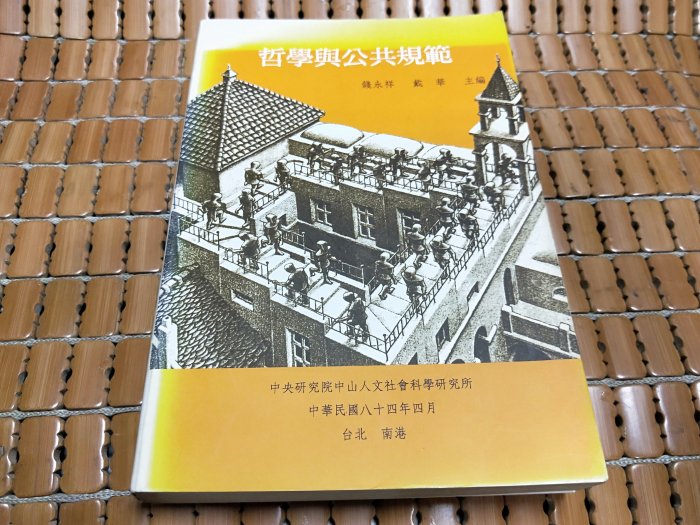 哲學與公共規範
錢永祥 戴華 主編
中央研究院中山人文社會科學研究所
中華民國八十四年四月
台北 南港